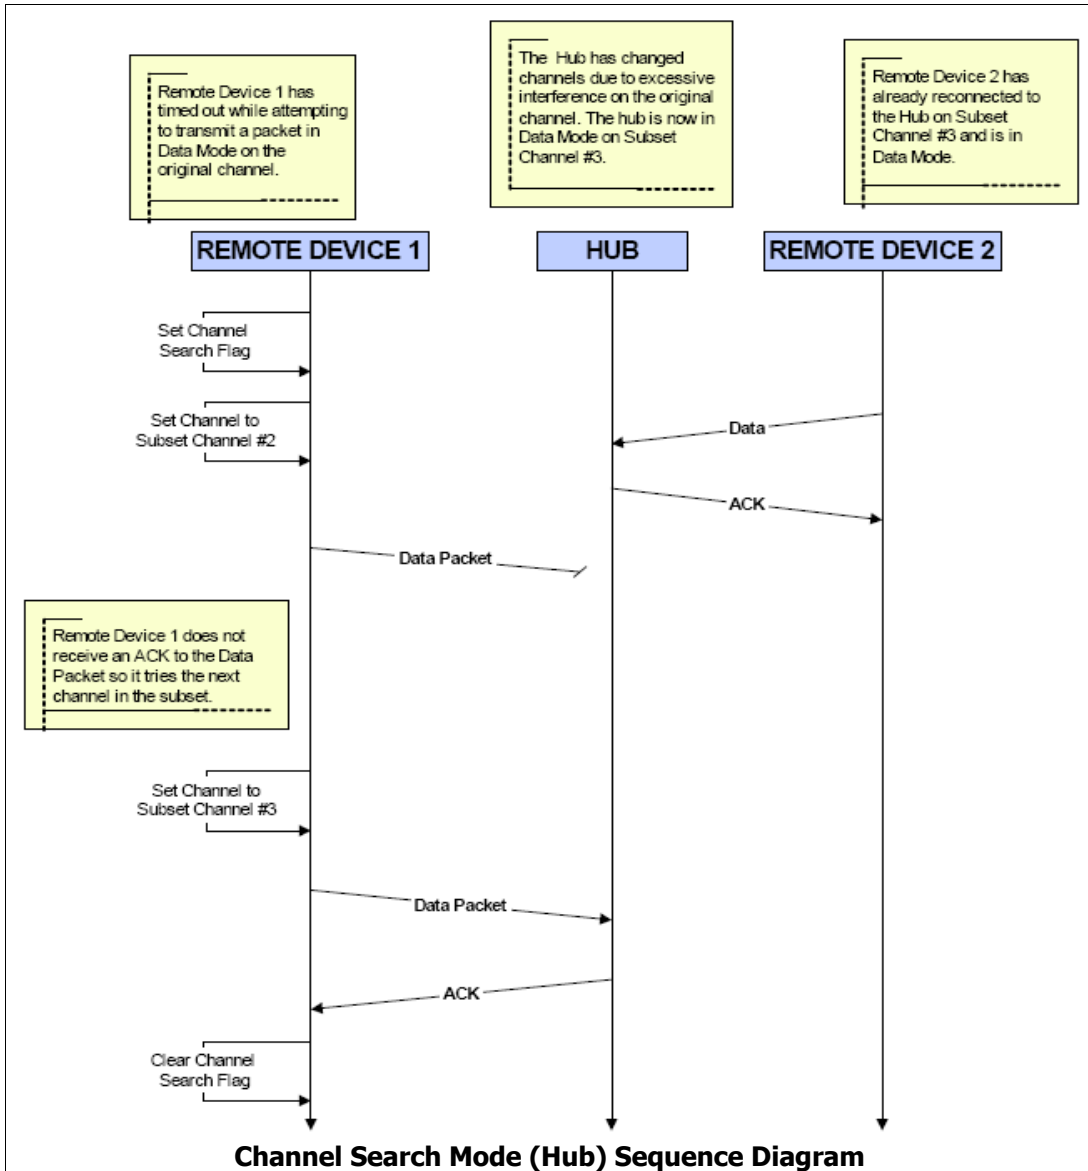 Remote Device 1 has
timed out while attempting
to transmit a packet in
Data Mode on the
original channel.
The Hub has changed
channels due to excessive
interference on the original
channel. The hub is now in
Data Mode on Subset
Channel #3.
Remote Device 2 has
already reconnected to
the Hub on Subset
Channel #3 and is in
Data Mode.
REMOTE DEVICE 1
HUB
REMOTE DEVICE 2
Set Channel
Search Flag
Set Channel to
Subset Channel #2
Data
ACK
Data Packet
Remote Device 1 does not
receive an ACK to the Data
Packet so it tries the next
channel in the subset.
Set Channel to
Subset Channel #3
Data Packet
ACK
Clear Channel
Search Flag
Channel Search Mode (Hub) Sequence Diagram